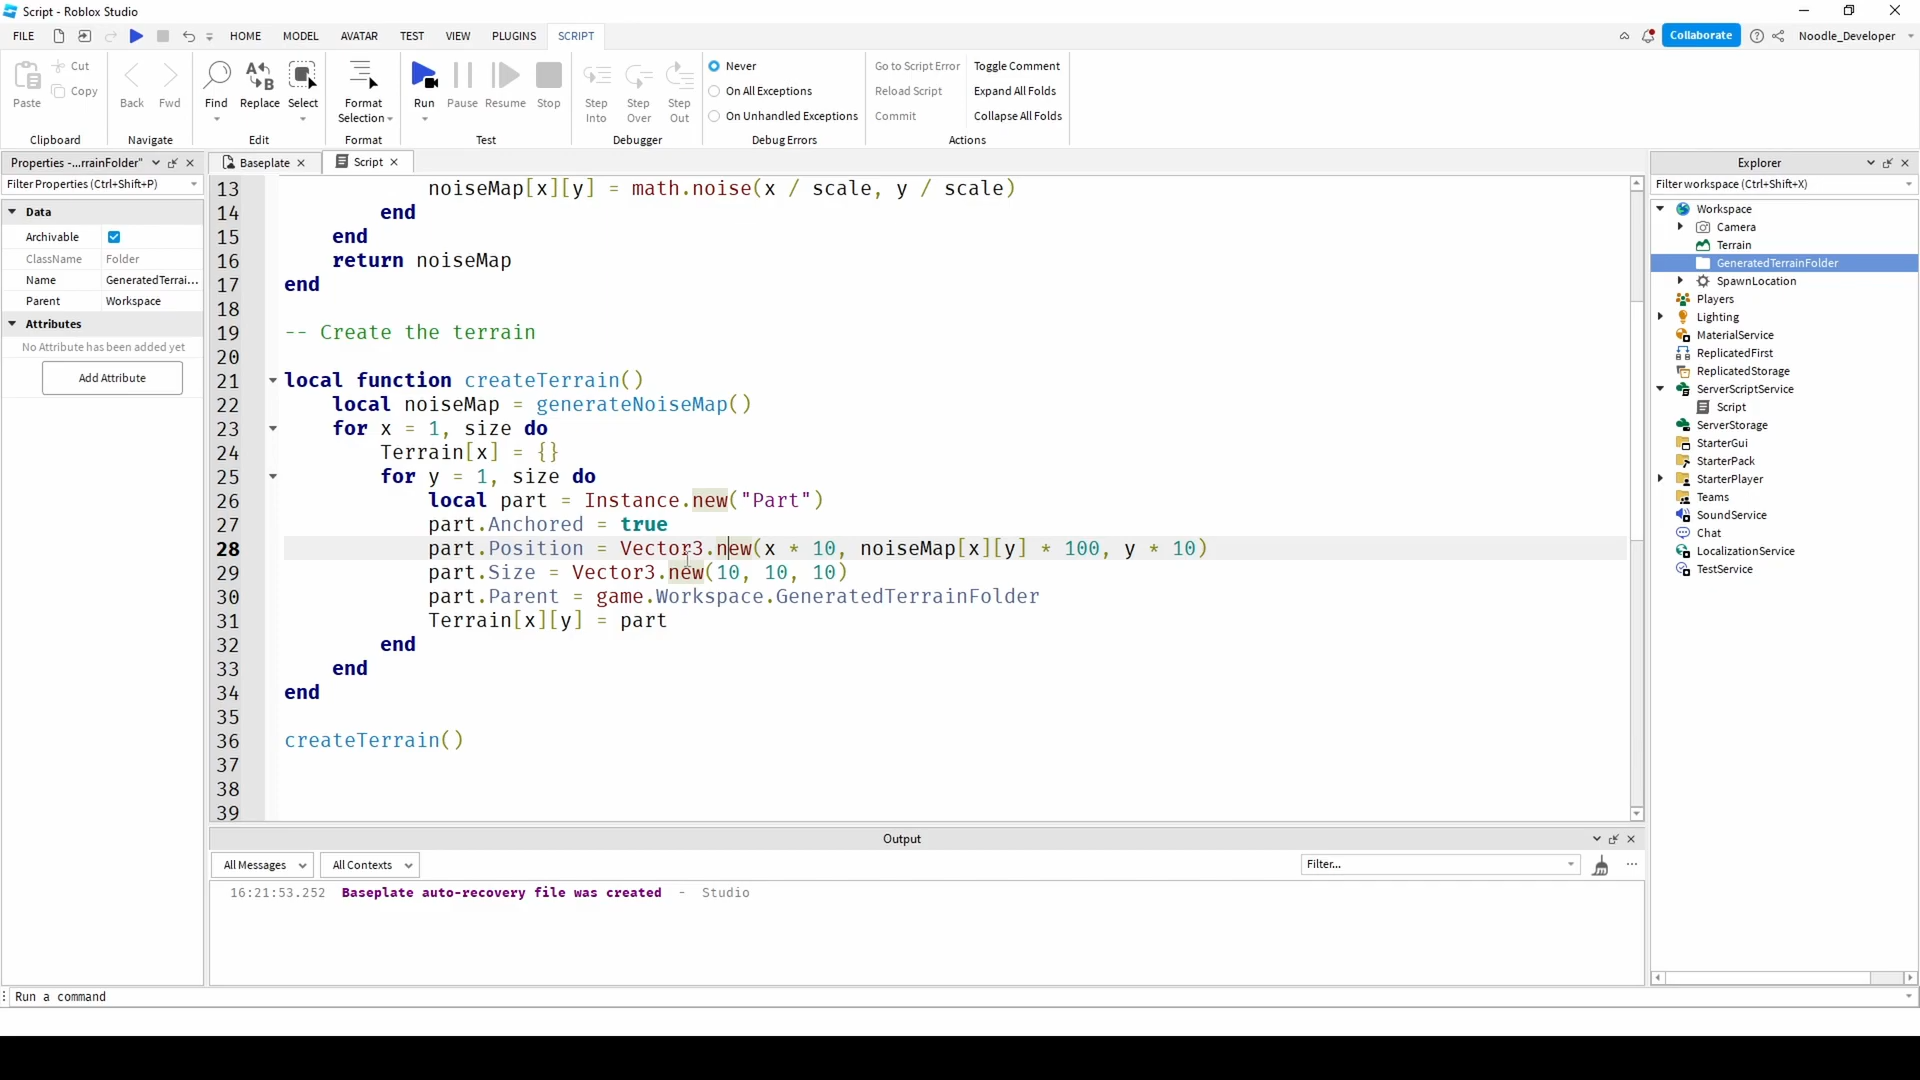 Script - Roblox Studio
FILE HOME MODEL AVATAR TEST VIEW PLUGINS SCRIPT Collaborate Noodle_Developer
Paste Cut Copy Clipboard
Back Fwd Navigate
Find Replace Select Edit
Format Selection Format
Run Pause Resume Stop Test
Step Into Step Over Step Out Debugger
Never
On All Exceptions
On Unhandled Exceptions
Debug Errors
Go to Script Error Toggle Comment
Reload Script Expand All Folds
Commit Collapse All Folds
Actions
Properties -...rrainFolder"
Filter Properties (Ctrl+Shift+P)
Data
Archivable
ClassName Folder
Name GeneratedTerrai...
Parent Workspace
Attributes
No Attribute has been added yet
Add Attribute
Baseplate Script
13 noiseMap[x][y] = math.noise(x / scale, y / scale)
14 end
15 end
16 return noiseMap
17 end
18
19 -- Create the terrain
20
21 local function createTerrain()
22 local noiseMap = generateNoiseMap()
23 for x = 1, size do
24 Terrain[x] = {}
25 for y = 1, size do
26 local part = Instance.new("Part")
27 part.Anchored = true
28 part.Position = Vector3.new(x * 10, noiseMap[x][y] * 100, y * 10)
29 part.Size = Vector3.new(10, 10, 10)
30 part.Parent = game.Workspace.GeneratedTerrainFolder
31 Terrain[x][y] = part
32 end
33 end
34 end
35
36 createTerrain()
37
38
39
Output
All Messages All Contexts Filter... ...
16:21:53.252 Baseplate auto-recovery file was created - Studio
Run a command
Explorer
Filter workspace (Ctrl+Shift+X)
Workspace
Camera
Terrain
GeneratedTerrainFolder
SpawnLocation
Players
Lighting
MaterialService
ReplicatedFirst
ReplicatedStorage
ServerScriptService
Script
ServerStorage
StarterGui
StarterPack
StarterPlayer
Teams
SoundService
Chat
LocalizationService
TestService